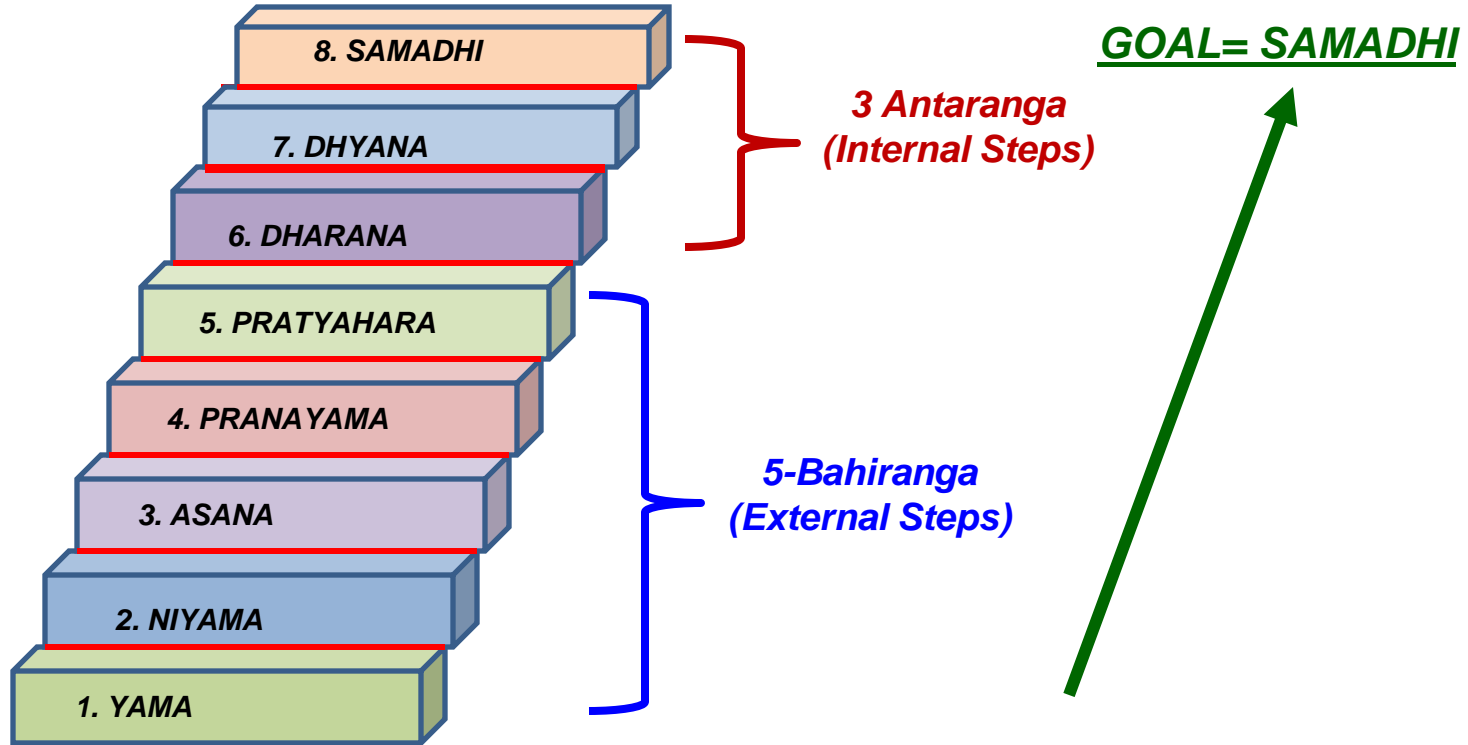 8. SAMADHI
7. DHYANA
6. DHARANA
5. PRATYAHARA
4. PRANAYAMA
3. ASANA
2. NIYAMA
1. YAMA
3 Antaranga
(Internal Steps)
5-Bahiranga
(External Steps)
GOAL= SAMADHI